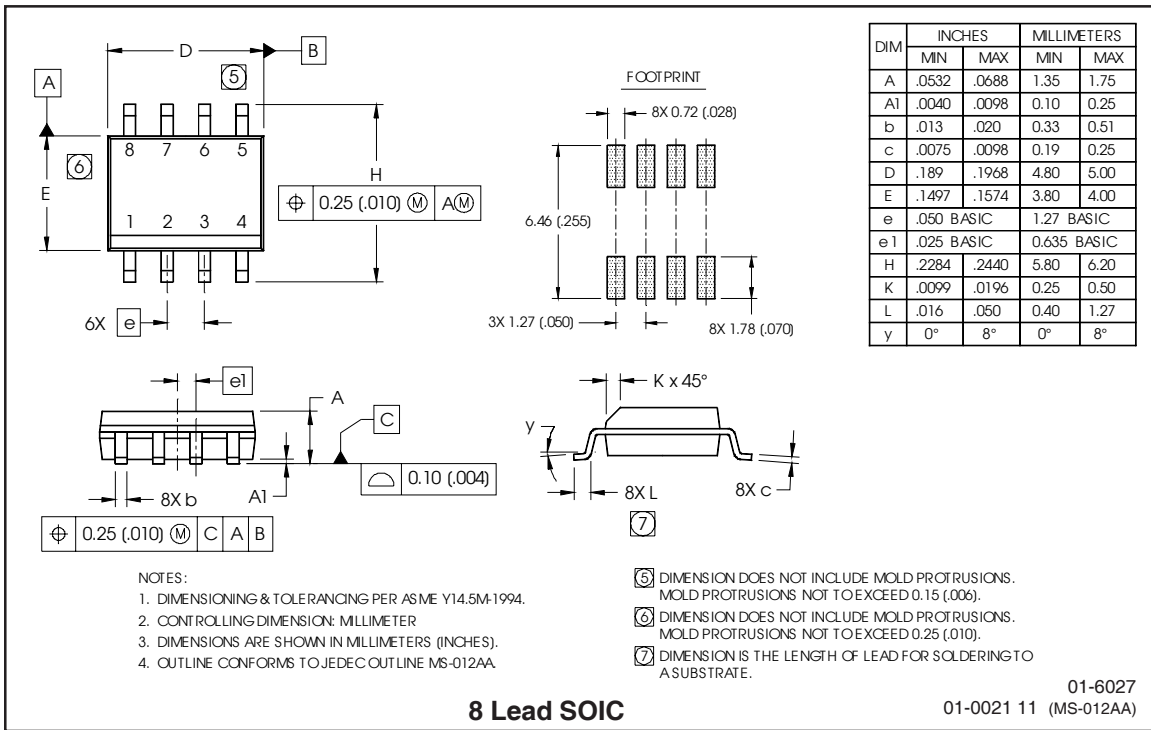 D
B
5
A
8 7 6 5
6
E
H
⌖ 0.25 (.010) Ⓜ A Ⓜ
1 2 3 4
6X e
FOOTPRINT
8X 0.72 (.028)
6.46 (.255)
3X 1.27 (.050)
8X 1.78 (.070)
DIM INCHES MILLIMETERS
MIN MAX MIN MAX
A .0532 .0688 1.35 1.75
A1 .0040 .0098 0.10 0.25
b .013 .020 0.33 0.51
c .0075 .0098 0.19 0.25
D .189 .1968 4.80 5.00
E .1497 .1574 3.80 4.00
e .050 BASIC 1.27 BASIC
e1 .025 BASIC 0.635 BASIC
H .2284 .2440 5.80 6.20
K .0099 .0196 0.25 0.50
L .016 .050 0.40 1.27
y 0° 8° 0° 8°
e1
A
C
⌓ 0.10 (.004)
8X b
A1
⌖ 0.25 (.010) Ⓜ C A B
K x 45°
y
8X L
7
8X c
NOTES:
1. DIMENSIONING & TOLERANCING PER ASME Y14.5M-1994.
2. CONTROLLING DIMENSION: MILLIMETER
3. DIMENSIONS ARE SHOWN IN MILLIMETERS (INCHES).
4. OUTLINE CONFORMS TO JEDEC OUTLINE MS-012AA.
5 DIMENSION DOES NOT INCLUDE MOLD PROTRUSIONS.
MOLD PROTRUSIONS NOT TO EXCEED 0.15 (.006).
6 DIMENSION DOES NOT INCLUDE MOLD PROTRUSIONS.
MOLD PROTRUSIONS NOT TO EXCEED 0.25 (.010).
7 DIMENSION IS THE LENGTH OF LEAD FOR SOLDERING TO
A SUBSTRATE.
8 Lead SOIC
01-6027
01-0021 11 (MS-012AA)